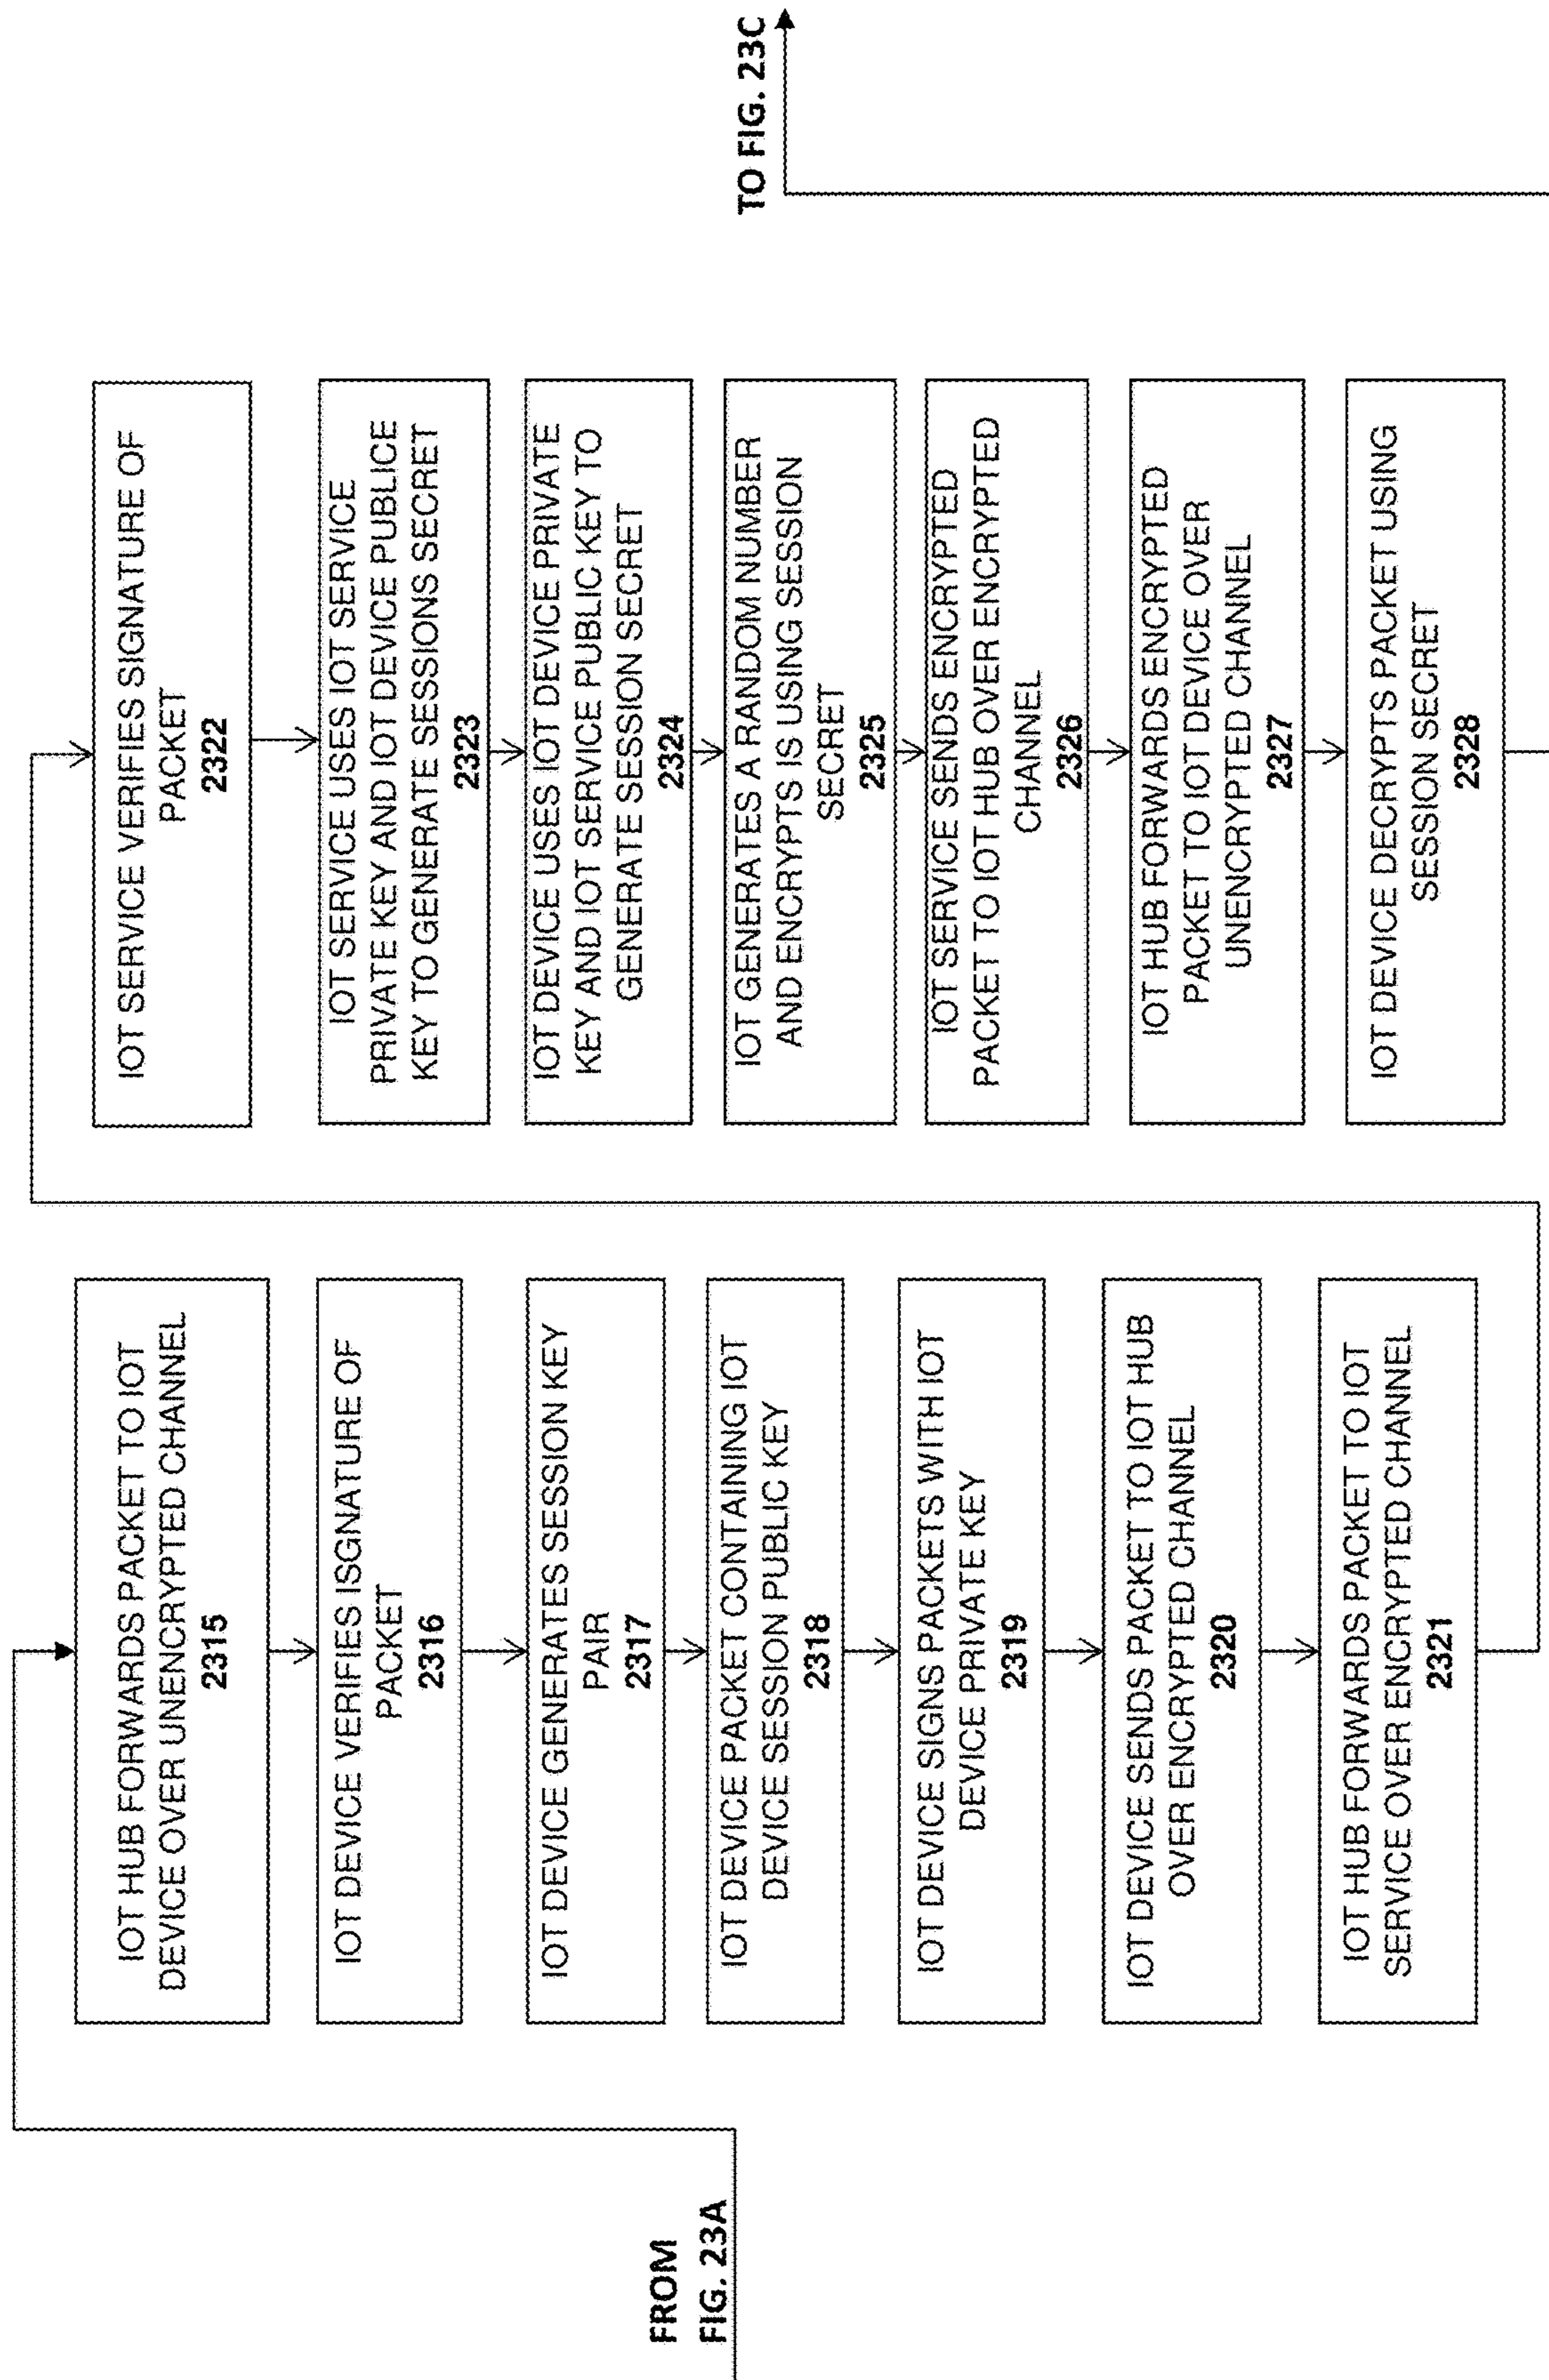 FROM
FIG. 23A
IOT HUB FORWARDS PACKET TO IOT
DEVICE OVER UNENCRYPTED CHANNEL
2315
IOT DEVICE VERIFIES ISGNATURE OF
PACKET
2316
IOT DEVICE GENERATES SESSION KEY
PAIR
2317
IOT DEVICE PACKET CONTAINING IOT
DEVICE SESSION PUBLIC KEY
2318
IOT DEVICE SIGNS PACKETS WITH IOT
DEVICE PRIVATE KEY
2319
IOT DEVICE SENDS PACKET TO IOT HUB
OVER ENCRYPTED CHANNEL
2320
IOT HUB FORWARDS PACKET TO IOT
SERVICE OVER ENCRYPTED CHANNEL
2321
IOT SERVICE VERIFIES SIGNATURE OF
PACKET
2322
IOT SERVICE USES IOT SERVICE
PRIVATE KEY AND IOT DEVICE PUBLICE
KEY TO GENERATE SESSIONS SECRET
2323
IOT DEVICE USES IOT DEVICE PRIVATE
KEY AND IOT SERVICE PUBLIC KEY TO
GENERATE SESSION SECRET
2324
IOT GENERATES A RANDOM NUMBER
AND ENCRYPTS IS USING SESSION
SECRET
2325
IOT SERVICE SENDS ENCRYPTED
PACKET TO IOT HUB OVER ENCRYPTED
CHANNEL
2326
IOT HUB FORWARDS ENCRYPTED
PACKET TO IOT DEVICE OVER
UNENCRYPTED CHANNEL
2327
IOT DEVICE DECRYPTS PACKET USING
SESSION SECRET
2328
TO FIG. 23C